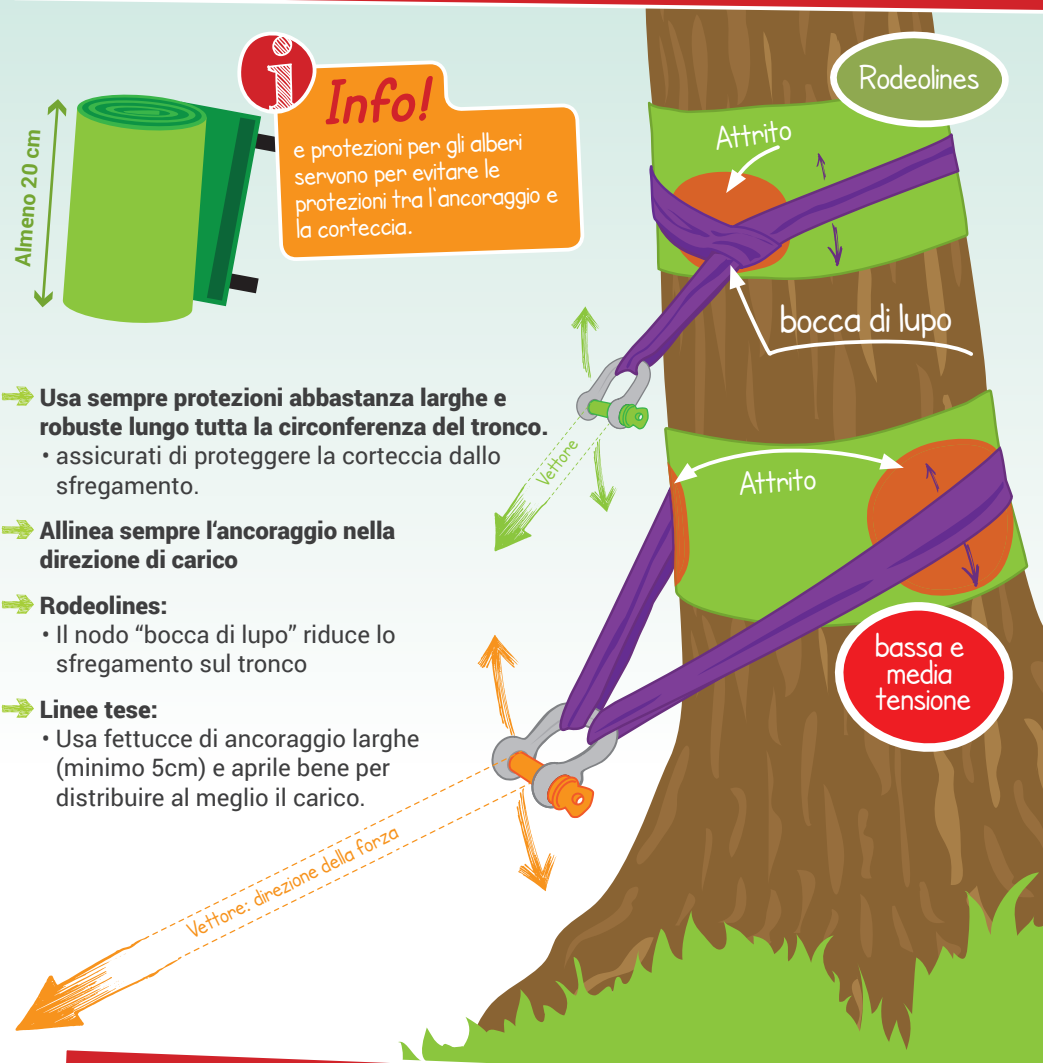 i
Info!
e protezioni per gli alberi
servono per evitare le
protezioni tra l'ancoraggio e
la corteccia.
Almeno 20 cm
Rodeolines
Attrito
bocca di lupo
Vettore
Usa sempre protezioni abbastanza larghe e
robuste lungo tutta la circonferenza del tronco.
• assicurati di proteggere la corteccia dallo
sfregamento.
Allinea sempre l'ancoraggio nella
direzione di carico
Rodeolines:
• Il nodo “bocca di lupo” riduce lo
sfregamento sul tronco
Linee tese:
• Usa fettucce di ancoraggio larghe
(minimo 5cm) e aprile bene per
distribuire al meglio il carico.
Attrito
bassa e
media
tensione
Vettore: direzione della forza